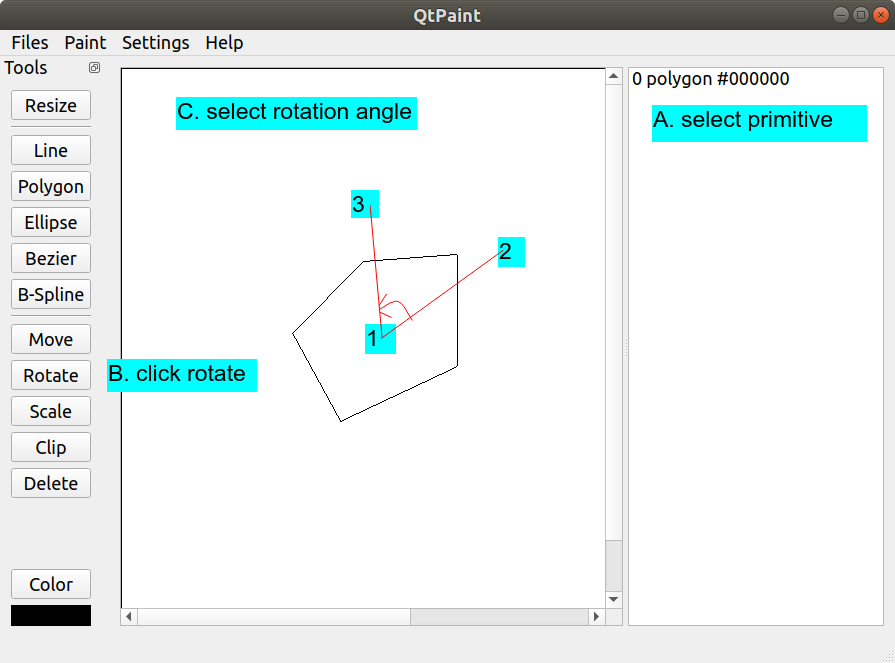 QtPaint
Files Paint Settings Help
Tools
Resize
Line
Polygon
Ellipse
Bezier
B-Spline
Move
Rotate
Scale
Clip
Delete
Color
C. select rotation angle
3
2
1
B. click rotate
0 polygon #000000
A. select primitive